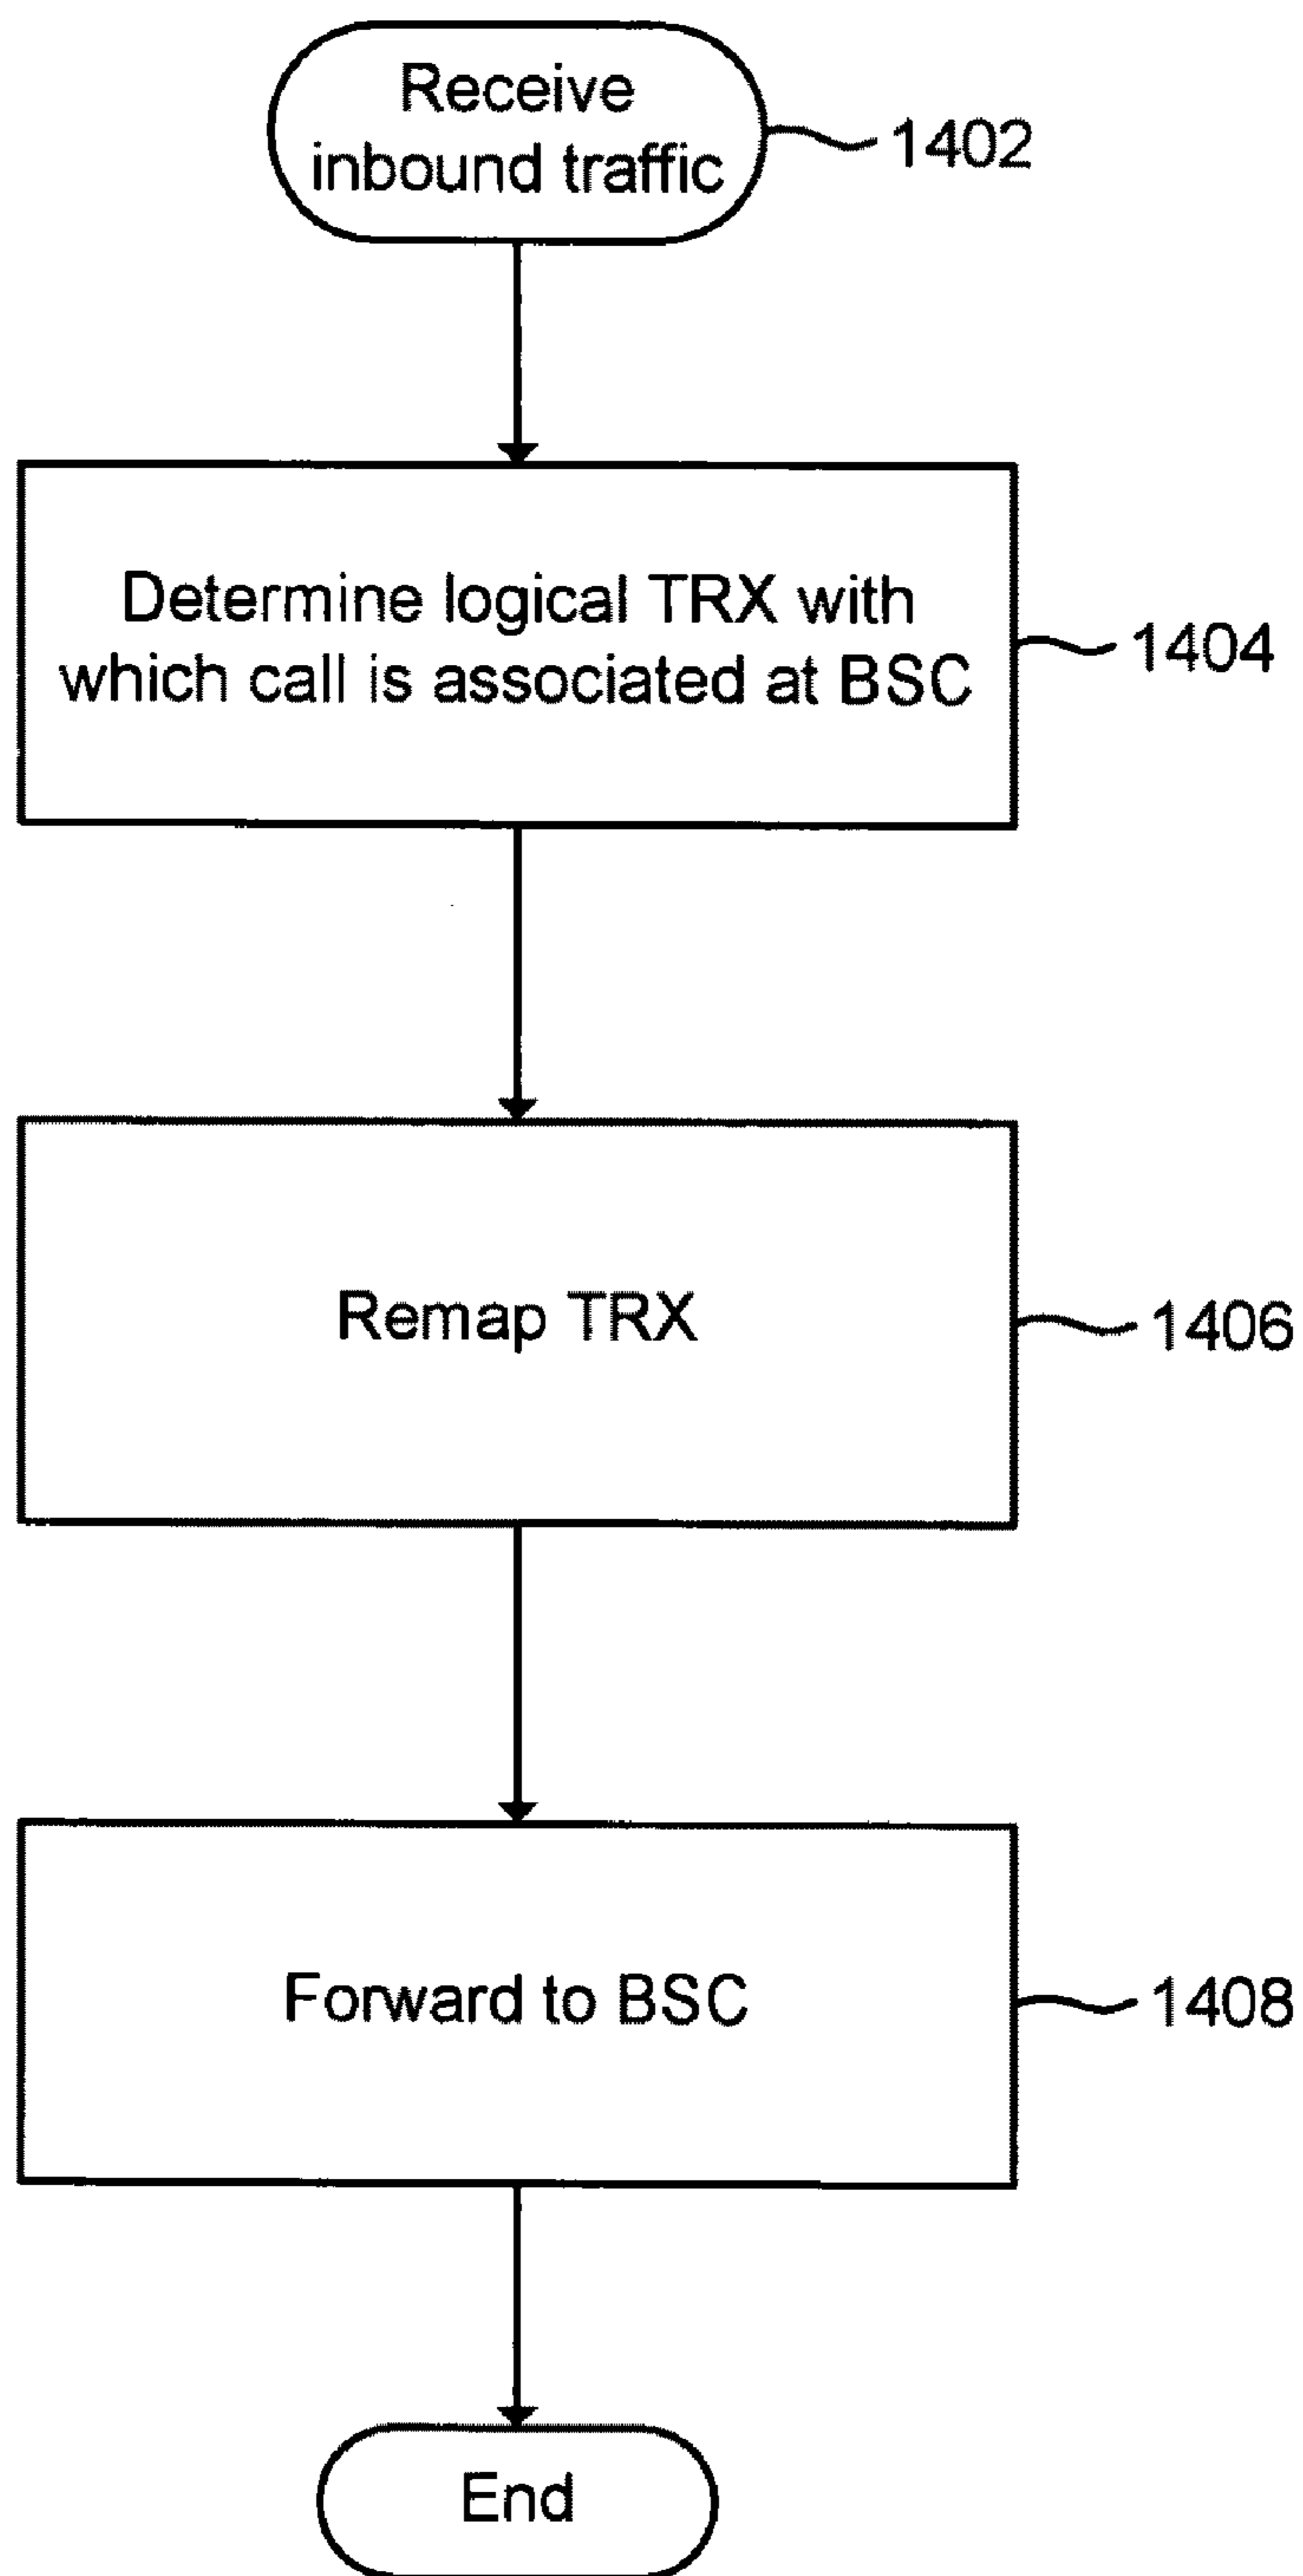 Receive
inbound traffic
1402
Determine logical TRX with
which call is associated at BSC
1404
Remap TRX
1406
Forward to BSC
1408
End